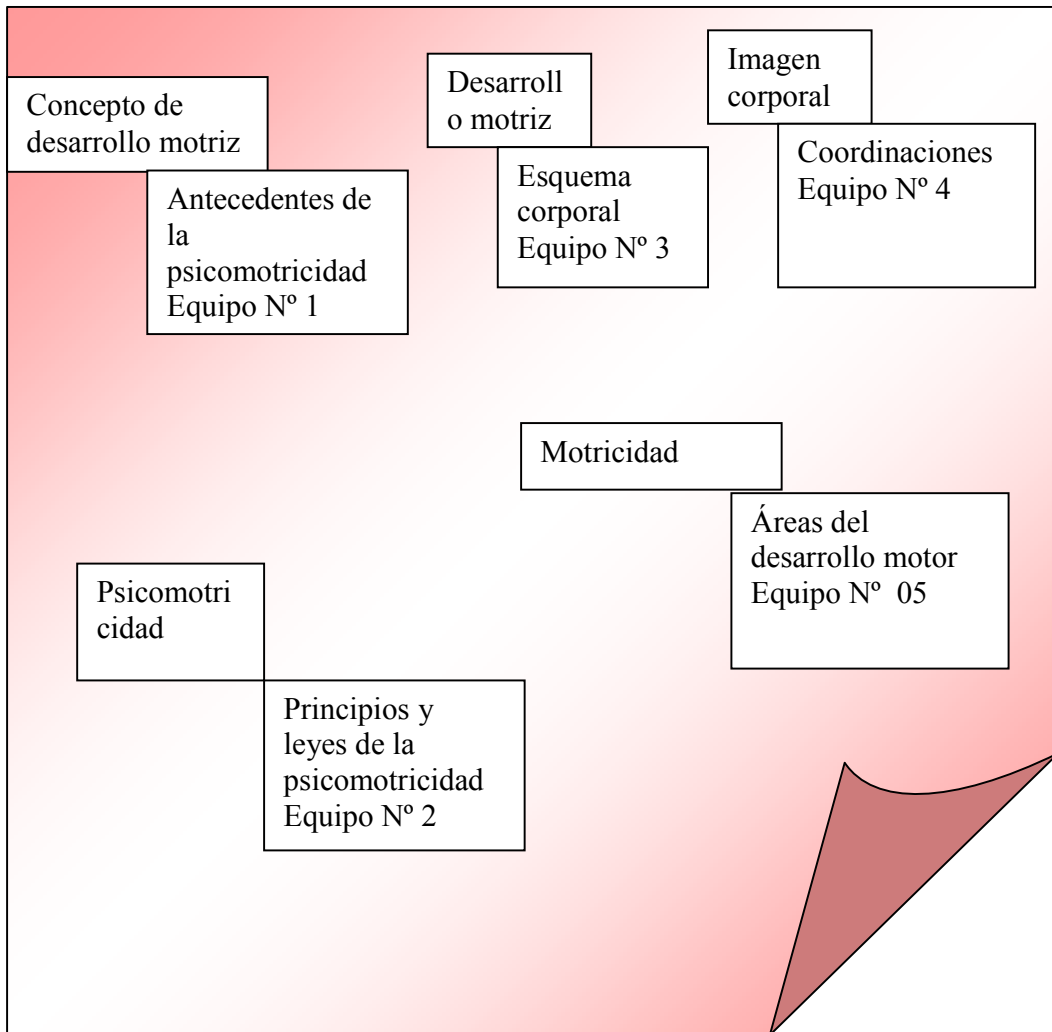 Concepto de
desarrollo motriz
Antecedentes de
la
psicomotricidad
Equipo Nº 1
Desarroll
o motriz
Esquema
corporal
Equipo Nº 3
Imagen
corporal
Coordinaciones
Equipo Nº 4
Motricidad
Áreas del
desarrollo motor
Equipo Nº  05
Psicomotri
cidad
Principios y
leyes de la
psicomotricidad
Equipo Nº 2